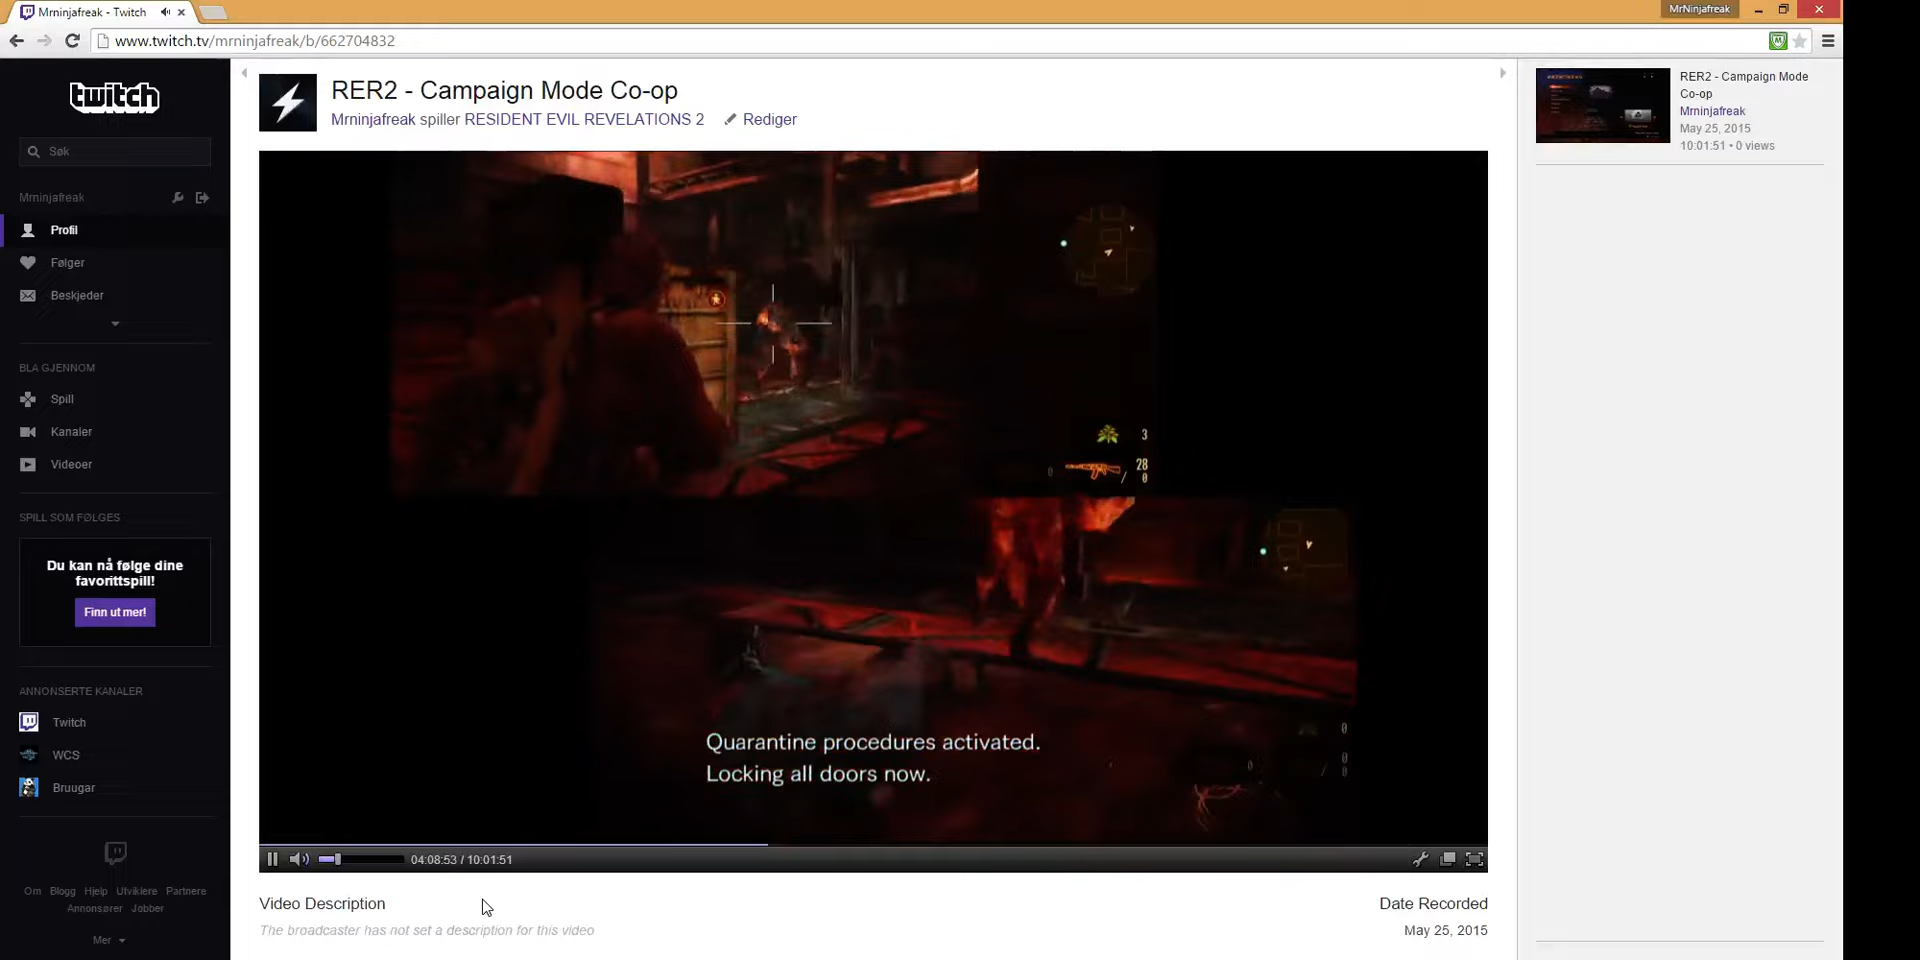 Mrninjafreak - Twitch
MrNinjafreak
www.twitch.tv/mrninjafreak/b/662704832
twitch
Søk
Mrninjafreak
Profil
Følger
Beskjeder
BLA GJENNOM
Spill
Kanaler
Videoer
SPILL SOM FØLGES
Du kan nå følge dine
favorittspill!
Finn ut mer!
ANNONSERTE KANALER
Twitch
WCS
Bruugar
Om Blogg Hjelp Utviklere Partnere
Annonsører Jobber
Mer
RER2 - Campaign Mode Co-op
Mrninjafreak spiller RESIDENT EVIL REVELATIONS 2 Rediger
3
0 28
/ 0
0
0
0 / 0
Quarantine procedures activated.
Locking all doors now.
04:08:53 / 10:01:51
Video Description
The broadcaster has not set a description for this video
Date Recorded
May 25, 2015
RER2 - Campaign Mode
Co-op
Mrninjafreak
May 25, 2015
10:01:51 • 0 views